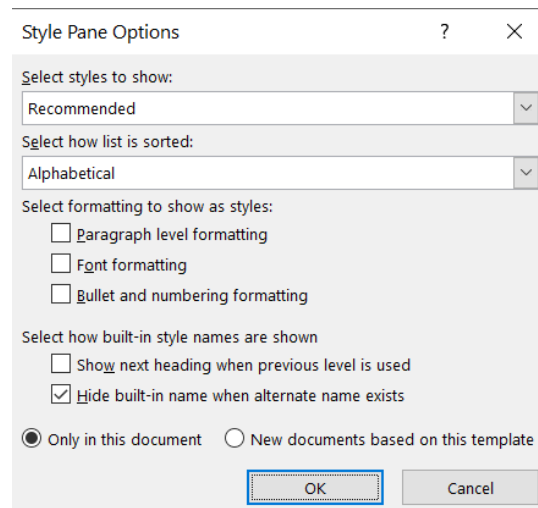 Style Pane Options ?
Select styles to show:
Recommended
Select how list is sorted:
Alphabetical
Select formatting to show as styles:
Paragraph level formatting
Font formatting
Bullet and numbering formatting
Select how built-in style names are shown
Show next heading when previous level is used
Hide built-in name when alternate name exists
Only in this document New documents based on this template
OK Cancel